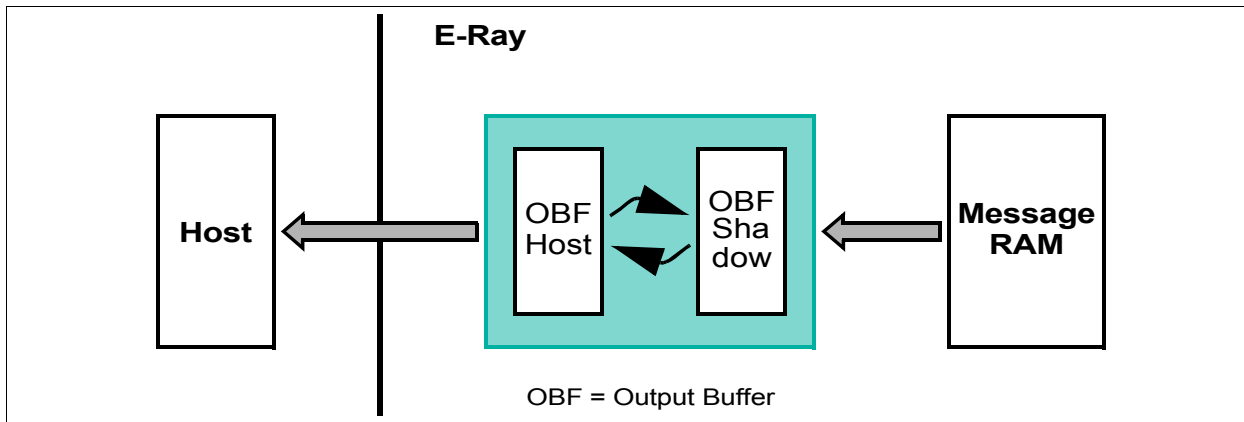 E-Ray
Host
OBF
Host
OBF
Sha
dow
Message
RAM
OBF = Output Buffer